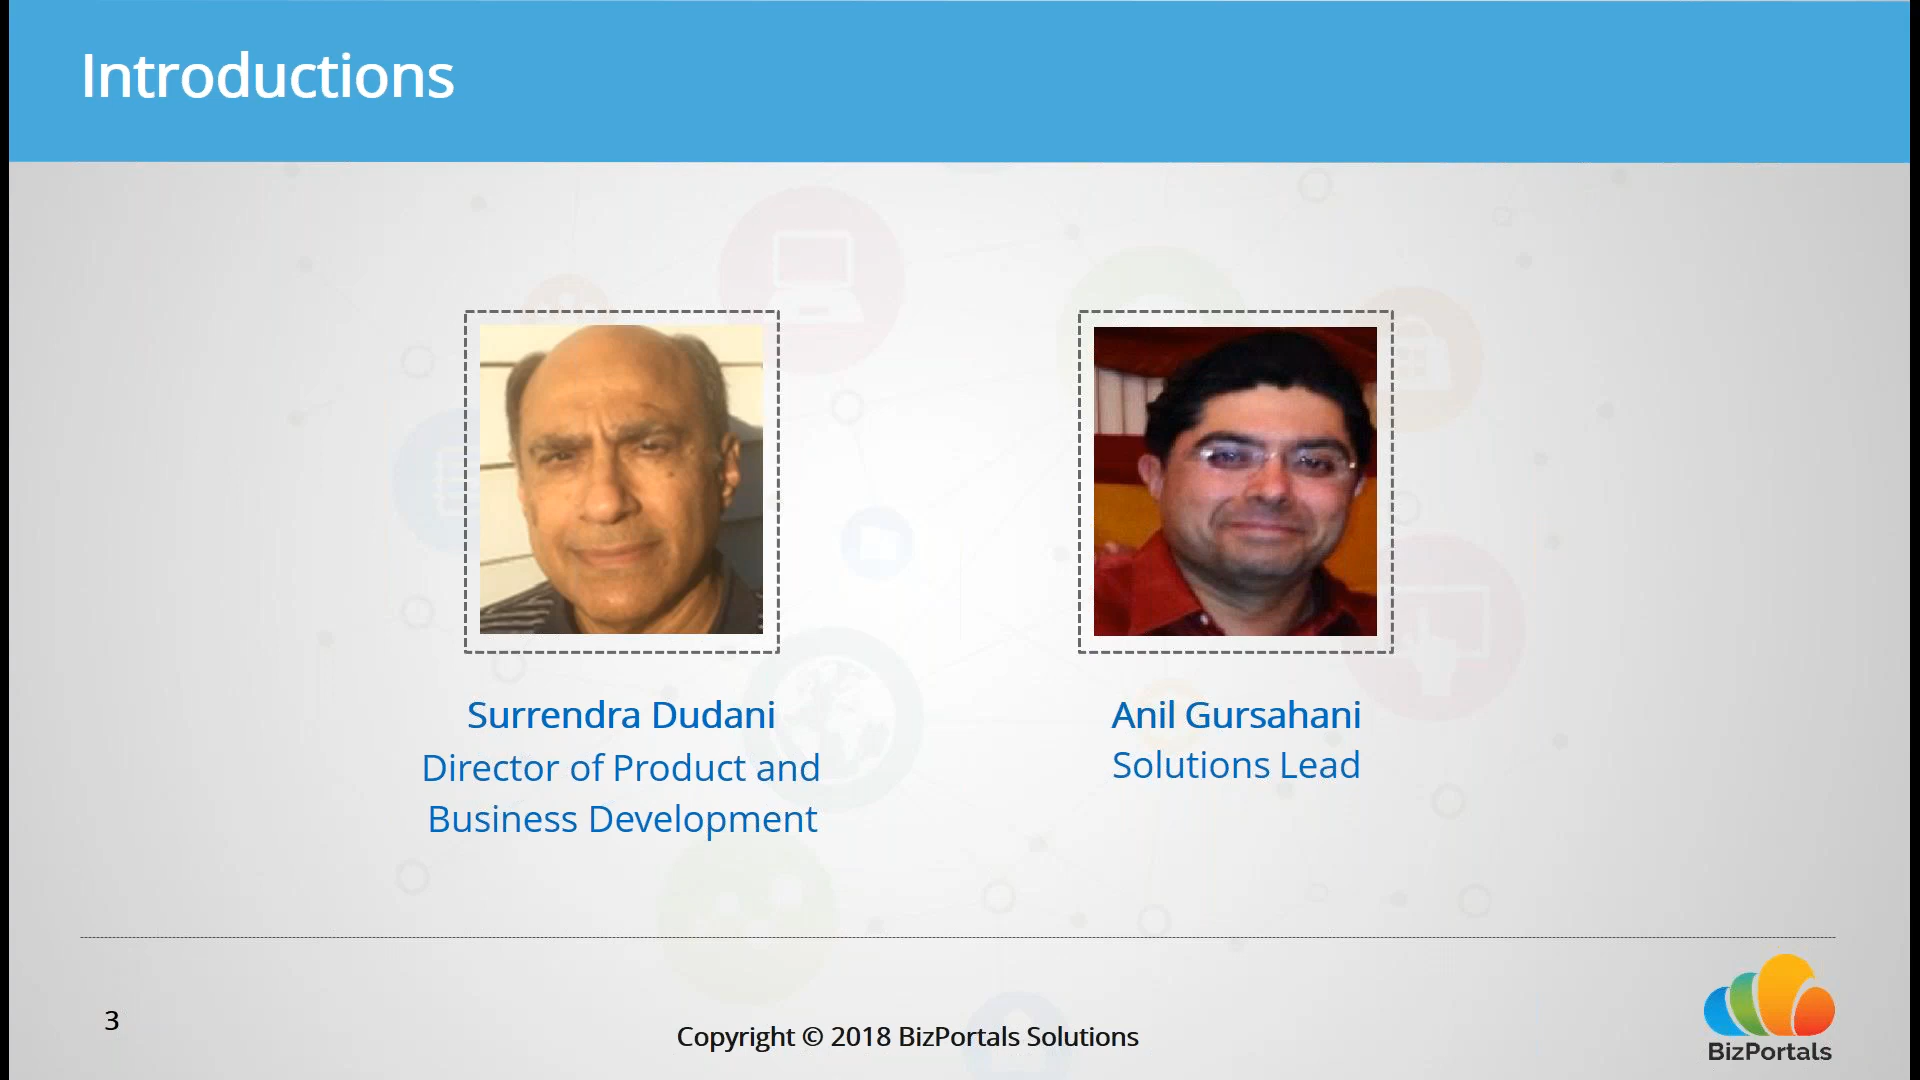 Introductions
Surrendra Dudani
Director of Product and
Business Development
Anil Gursahani
Solutions Lead
3
Copyright © 2018 BizPortals Solutions
BizPortals